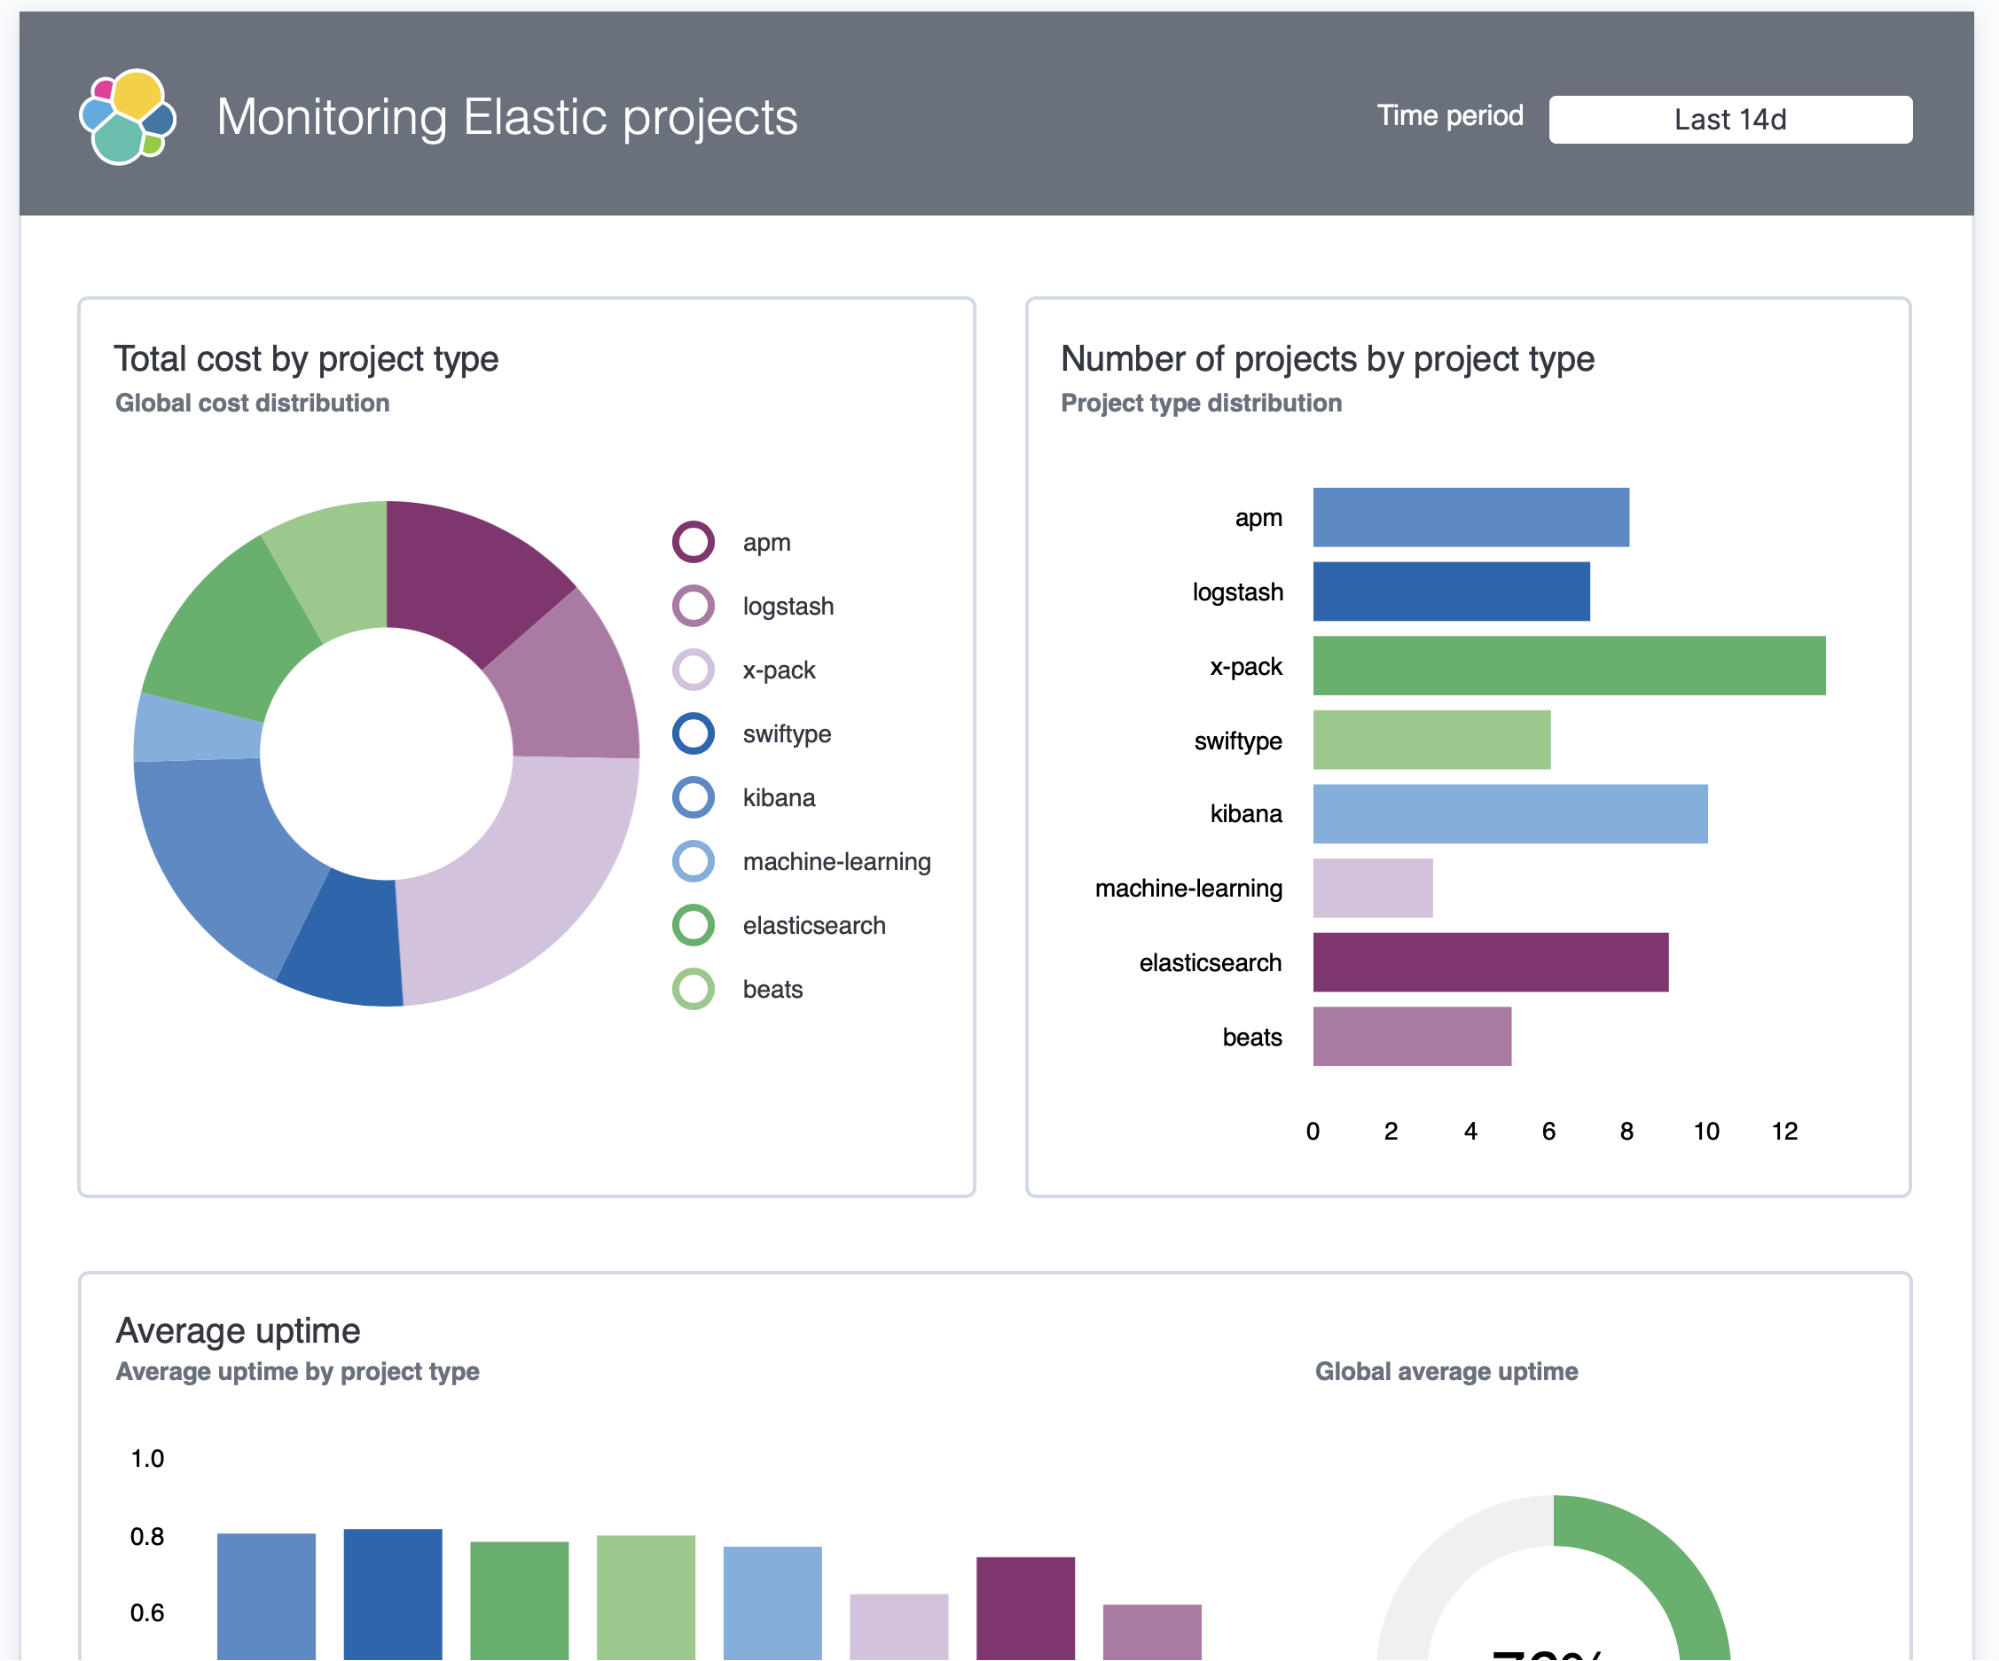 Monitoring Elastic projects
Time period
Last 14d
Total cost by project type
Global cost distribution
apm
logstash
x-pack
swiftype
kibana
machine-learning
elasticsearch
beats
Number of projects by project type
Project type distribution
apm
logstash
x-pack
swiftype
kibana
machine-learning
elasticsearch
beats
0 2 4 6 8 10 12
Average uptime
Average uptime by project type
Global average uptime
1.0
0.8
0.6